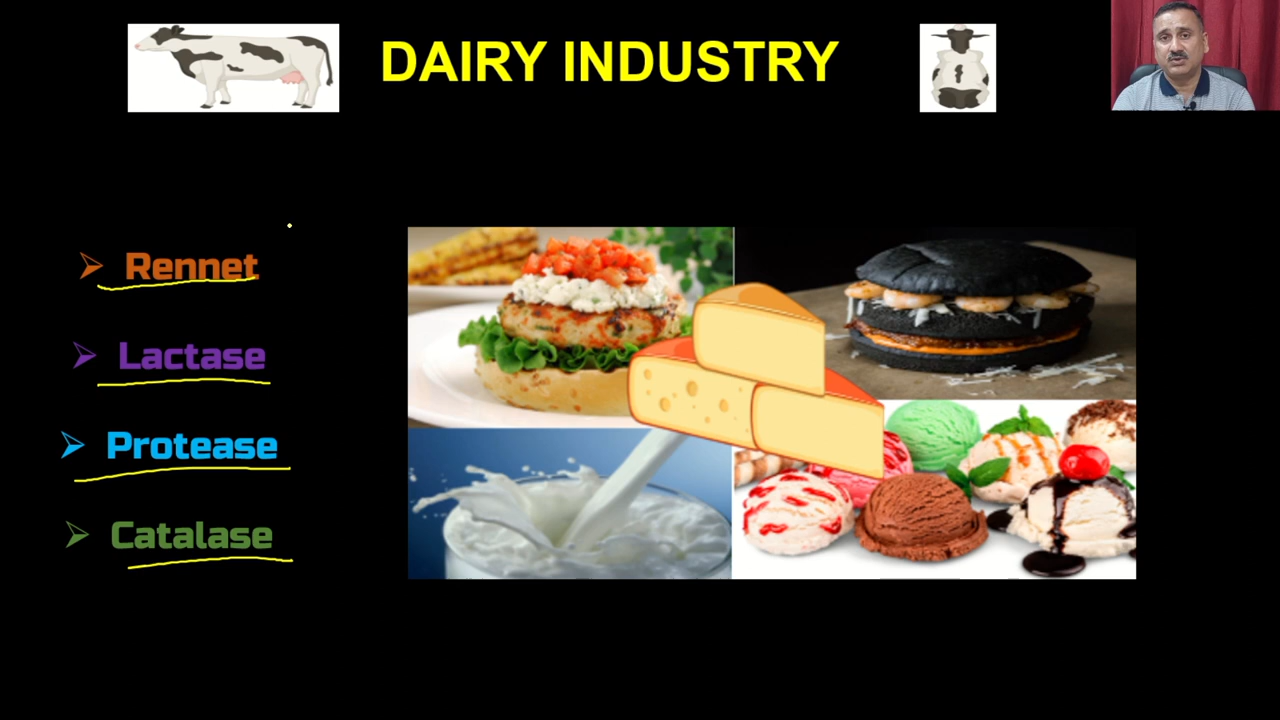 DAIRY INDUSTRY
Rennet
Lactase
Protease
Catalase